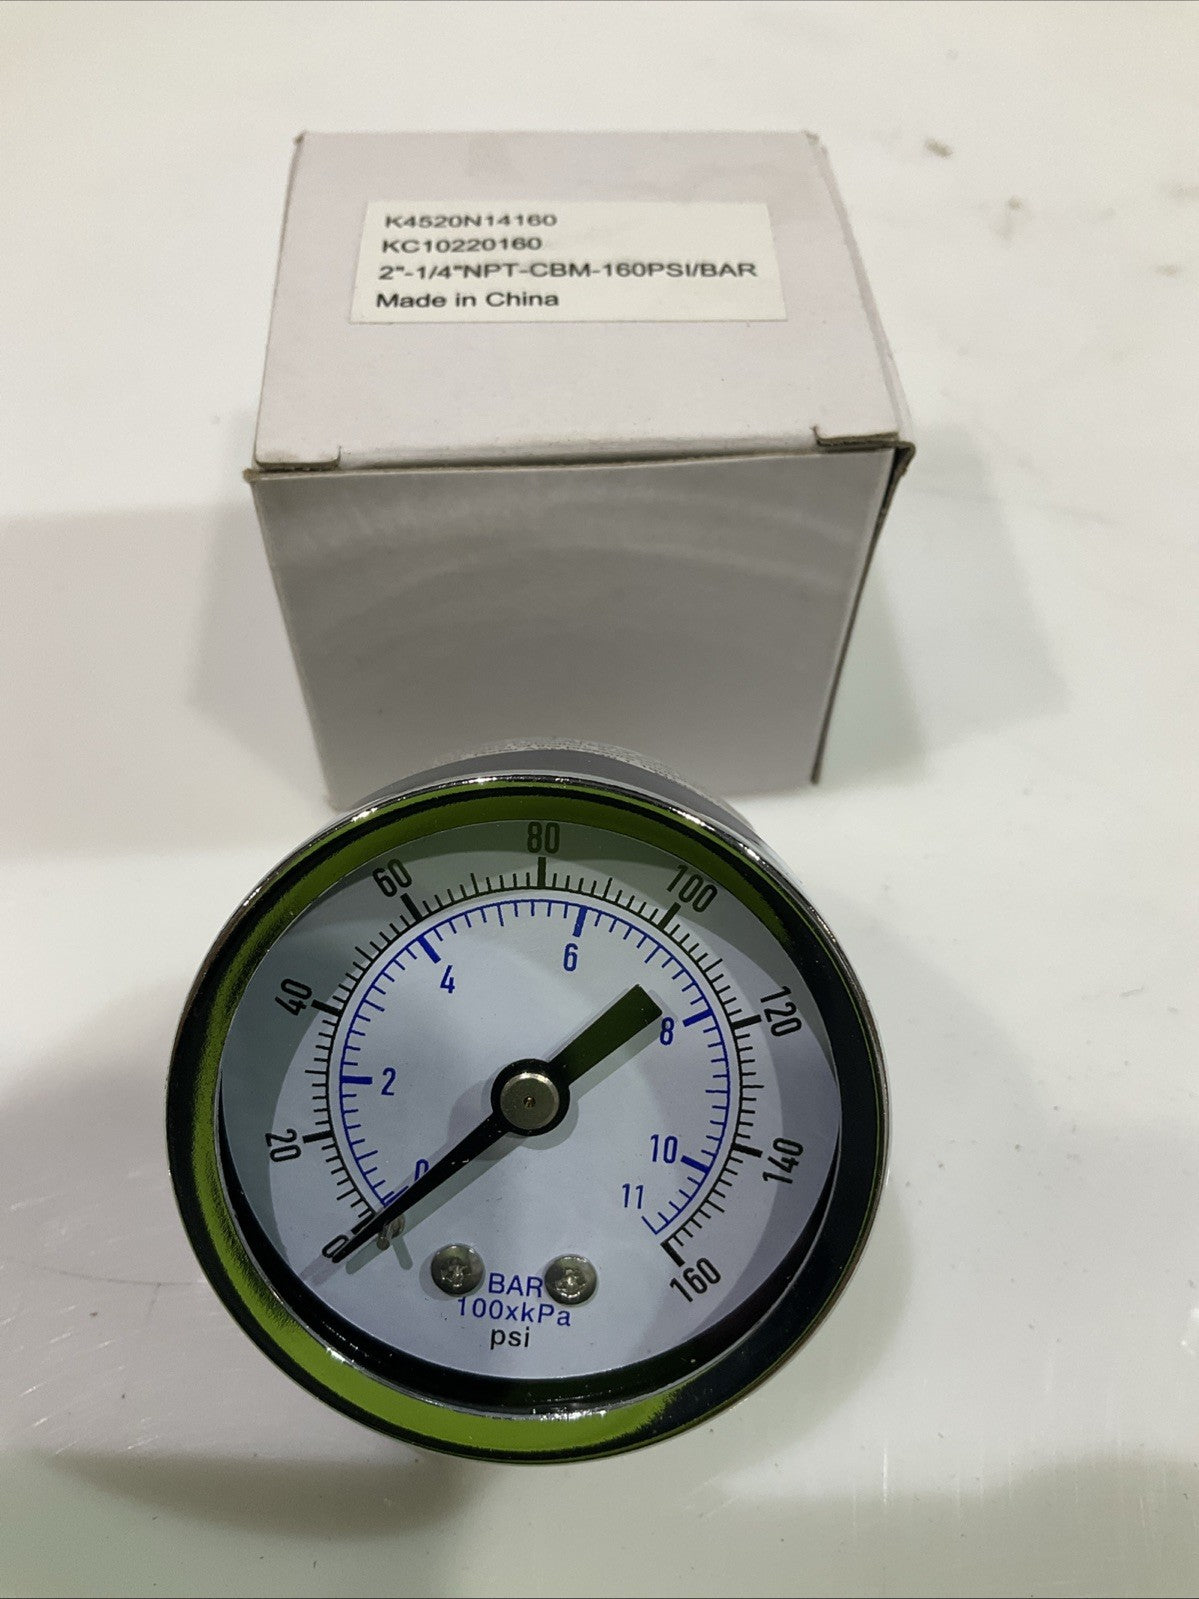 K4520N14160
KC10220160
2"-1/4"NPT-CBM-160PSI/BAR
Made in China
0 20 40 60 80 100 120 140 160
0 2 4 6 8 10 11
BAR
100xkPa
psi